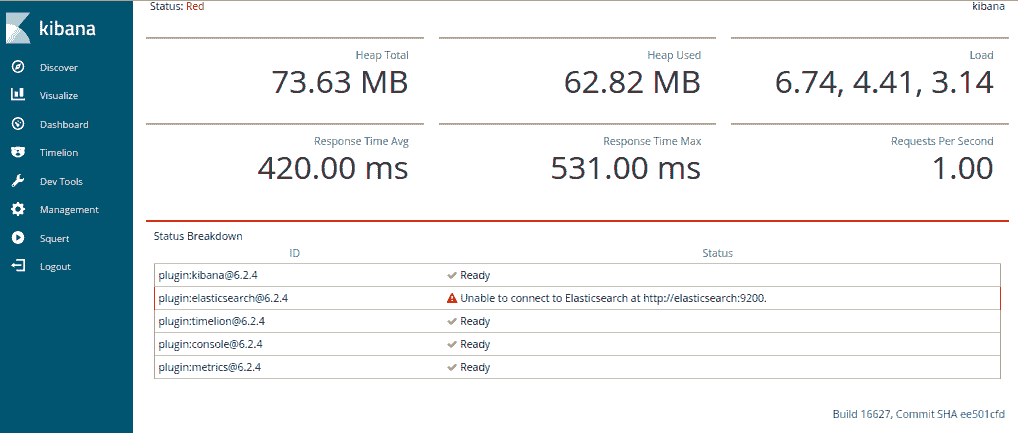 Status: Red
kibana
kibana
Discover
Visualize
Dashboard
Timelion
Dev Tools
Management
Squert
Logout
Heap Total
73.63 MB
Heap Used
62.82 MB
Load
6.74, 4.41, 3.14
Response Time Avg
420.00 ms
Response Time Max
531.00 ms
Requests Per Second
1.00
Status Breakdown
ID Status
plugin:kibana@6.2.4 Ready
plugin:elasticsearch@6.2.4 Unable to connect to Elasticsearch at http://elasticsearch:9200.
plugin:timelion@6.2.4 Ready
plugin:console@6.2.4 Ready
plugin:metrics@6.2.4 Ready
Build 16627, Commit SHA ee501cfd